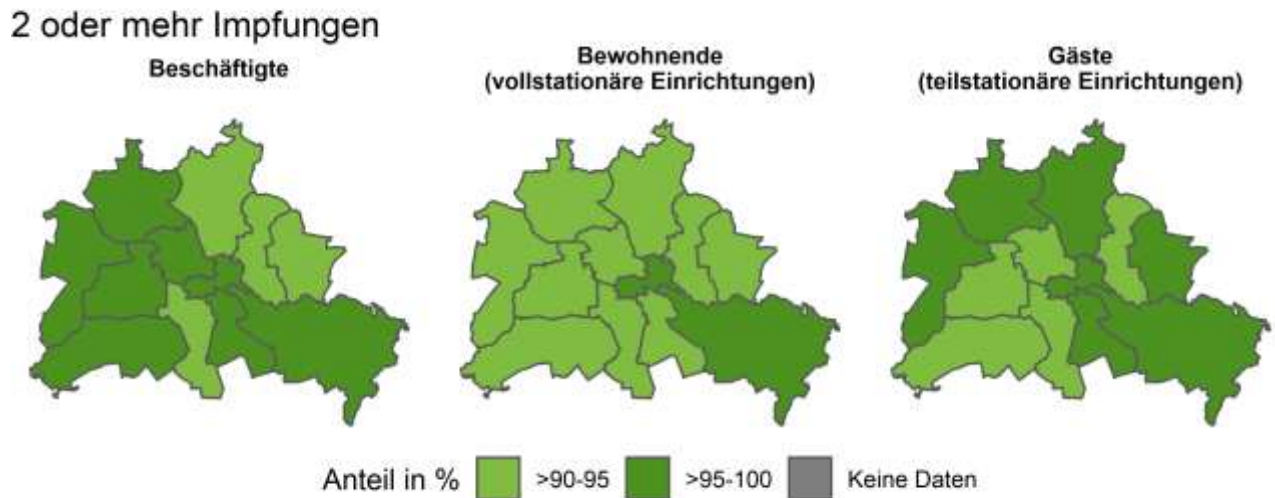 2 oder mehr Impfungen
Beschäftigte
Bewohnende
(vollstationäre Einrichtungen)
Gäste
(teilstationäre Einrichtungen)
Anteil in % >90-95 >95-100 Keine Daten